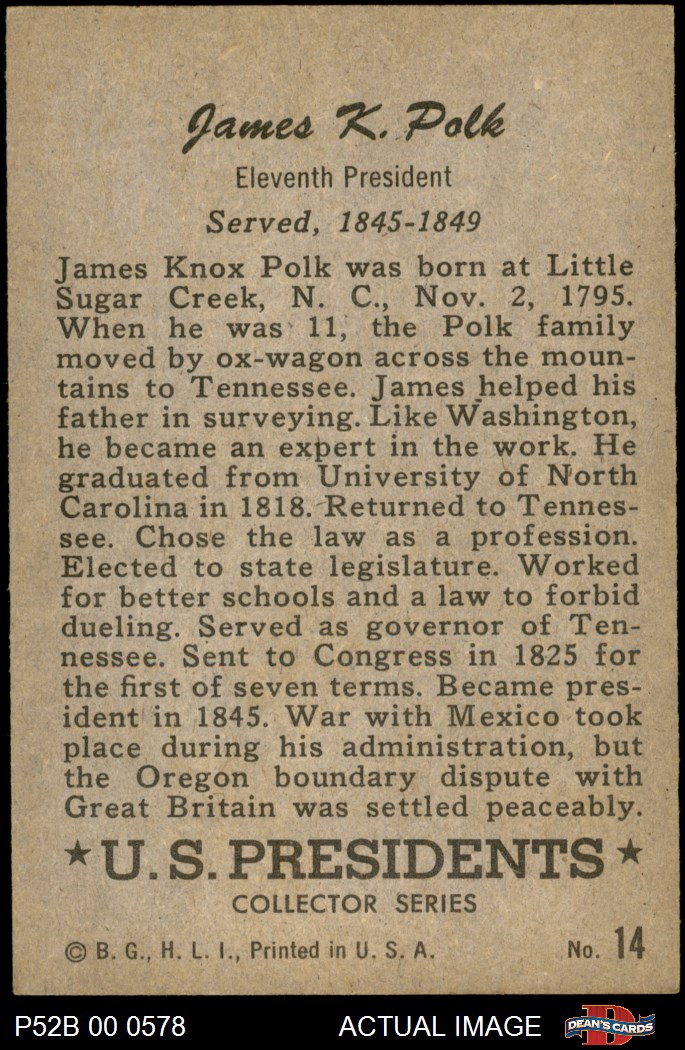 James K. Polk
Eleventh President
Served, 1845-1849
James Knox Polk was born at Little
Sugar Creek, N. C., Nov. 2, 1795.
When he was 11, the Polk family
moved by ox-wagon across the moun-
tains to Tennessee. James helped his
father in surveying. Like Washington,
he became an expert in the work. He
graduated from University of North
Carolina in 1818. Returned to Tennes-
see. Chose the law as a profession.
Elected to state legislature. Worked
for better schools and a law to forbid
dueling. Served as governor of Ten-
nessee. Sent to Congress in 1825 for
the first of seven terms. Became pres-
ident in 1845. War with Mexico took
place during his administration, but
the Oregon boundary dispute with
Great Britain was settled peaceably.
★ U. S. PRESIDENTS ★
COLLECTOR SERIES
© B. G., H. L. I., Printed in U. S. A. No. 14
P52B 00 0578 ACTUAL IMAGE D DEAN'S CARDS